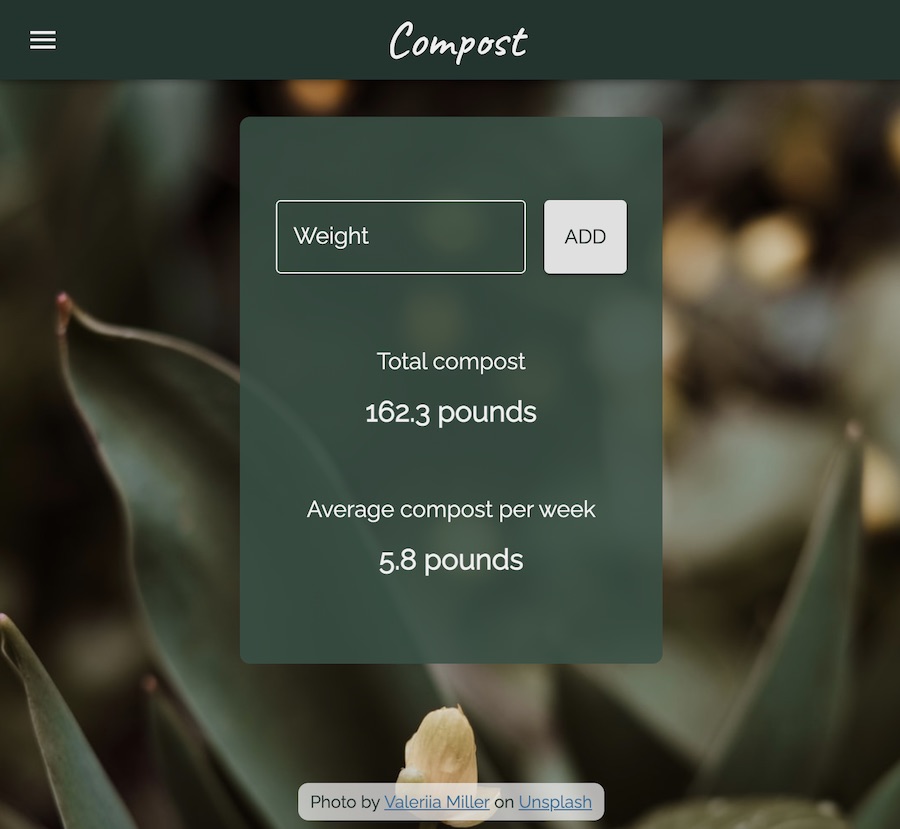 Compost
Weight
ADD
Total compost
162.3 pounds
Average compost per week
5.8 pounds
Photo by Valeriia Miller on Unsplash